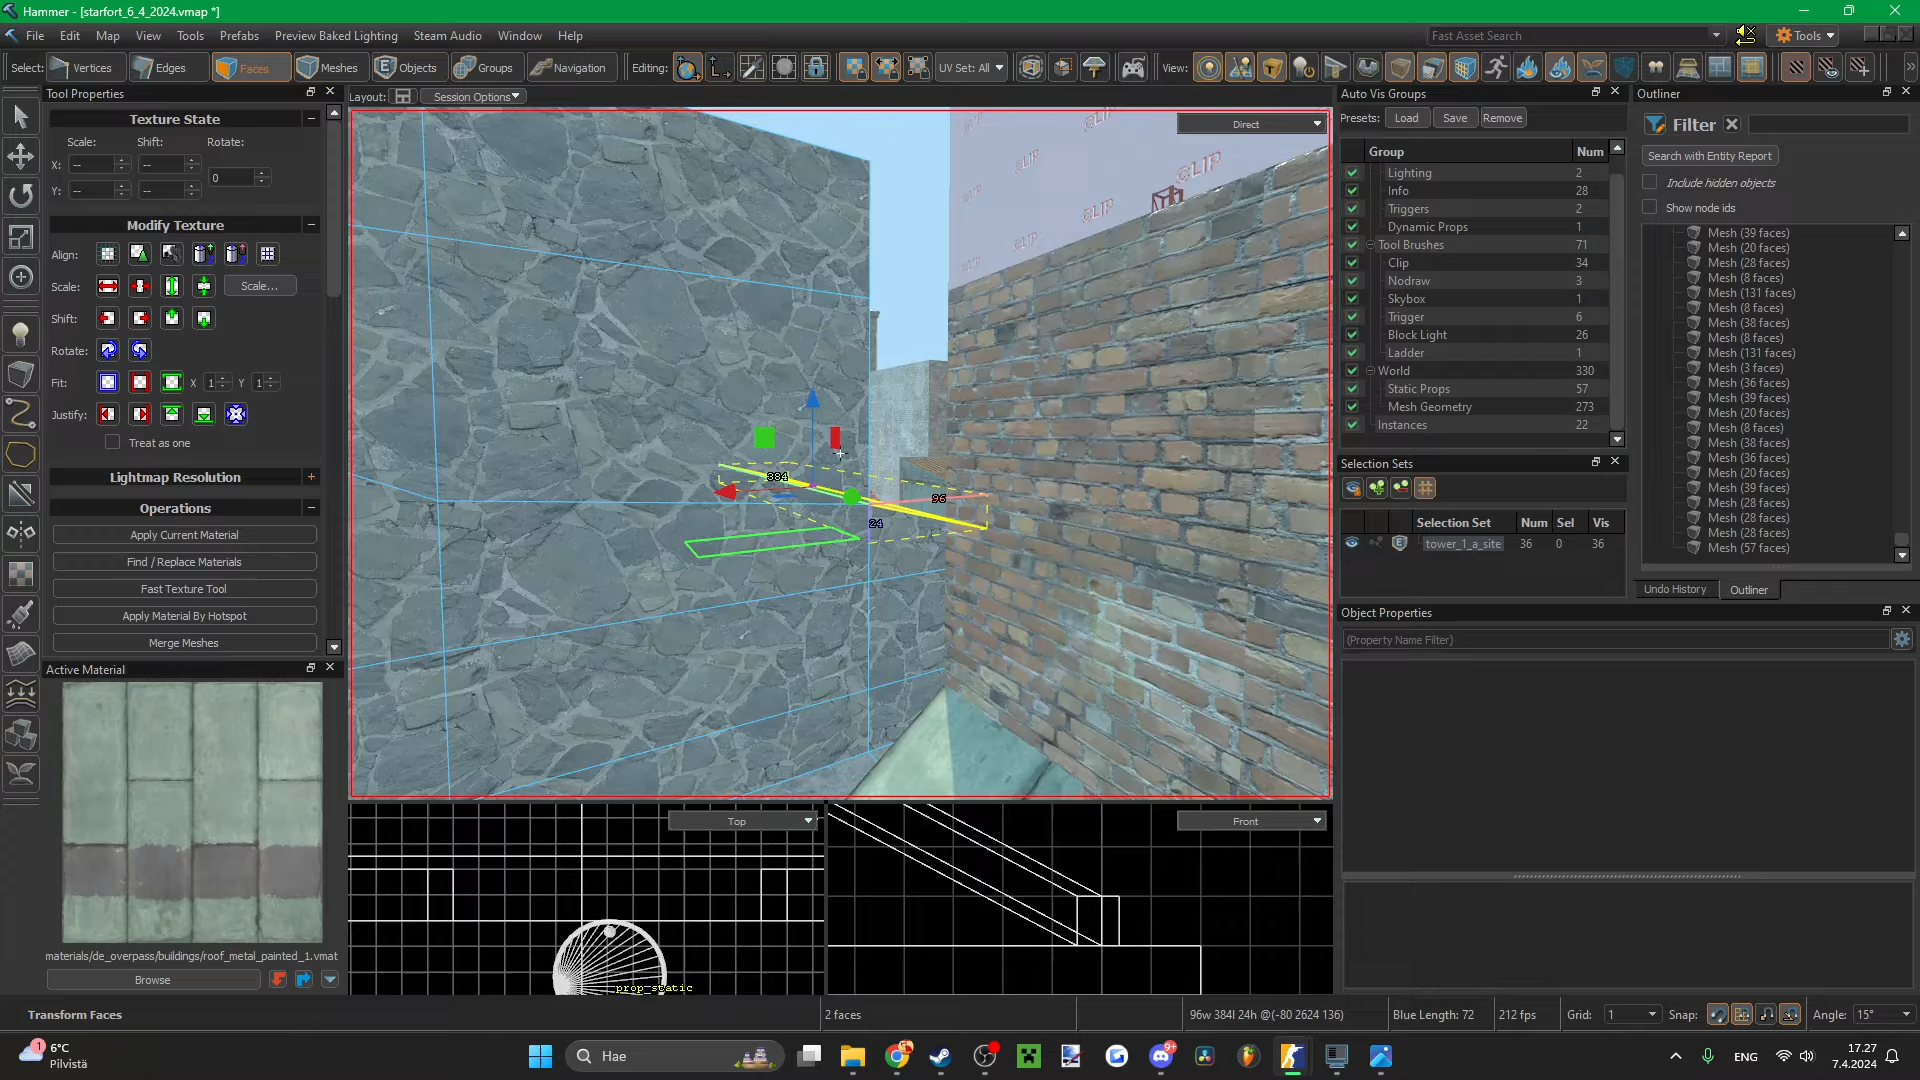 Hammer - [starfort_6_4_2024.vmap *]
File Edit Map View Tools Prefabs Preview Baked Lighting Steam Audio Window Help
Fast Asset Search
Tools
Select: Vertices Edges Faces Meshes Objects Groups Navigation Editing: UV Set: All View:
Tool Properties
Layout: Session Options
Texture State
Scale: Shift: Rotate:
X: -- --
0
Y: -- --
Modify Texture
Align:
Scale: Scale...
Shift:
Rotate:
Fit: X 1 Y 1
Justify:
Treat as one
Lightmap Resolution
Operations
Apply Current Material
Find / Replace Materials
Fast Texture Tool
Apply Material By Hotspot
Merge Meshes
Active Material
materials/de_overpass/buildings/roof_metal_painted_1.vmat
Browse
Direct
CLIP
CLIP
CLIP
CLIP
CLIP
384
96
24
Top
prop_static
Front
Auto Vis Groups
Presets: Load Save Remove
Group Num
Lighting 2
Info 28
Triggers 2
Dynamic Props 1
Tool Brushes 71
Clip 34
Nodraw 3
Skybox 1
Trigger 6
Block Light 26
Ladder 1
World 330
Static Props 57
Mesh Geometry 273
Instances 22
Selection Sets
Selection Set Num Sel Vis
tower_1_a_site 36 0 36
Outliner
Filter
Search with Entity Report
Include hidden objects
Show node ids
Mesh (39 faces)
Mesh (20 faces)
Mesh (28 faces)
Mesh (8 faces)
Mesh (131 faces)
Mesh (8 faces)
Mesh (38 faces)
Mesh (8 faces)
Mesh (131 faces)
Mesh (3 faces)
Mesh (36 faces)
Mesh (39 faces)
Mesh (20 faces)
Mesh (8 faces)
Mesh (38 faces)
Mesh (36 faces)
Mesh (20 faces)
Mesh (39 faces)
Mesh (28 faces)
Mesh (28 faces)
Mesh (28 faces)
Mesh (57 faces)
Undo History Outliner
Object Properties
(Property Name Filter)
Transform Faces 2 faces 96w 384l 24h @(-80 2624 136) Blue Length: 72 212 fps Grid: 1 Snap: Angle: 15°
1
6°C
Pilvistä
Hae
9+
ENG
17.27
7.4.2024